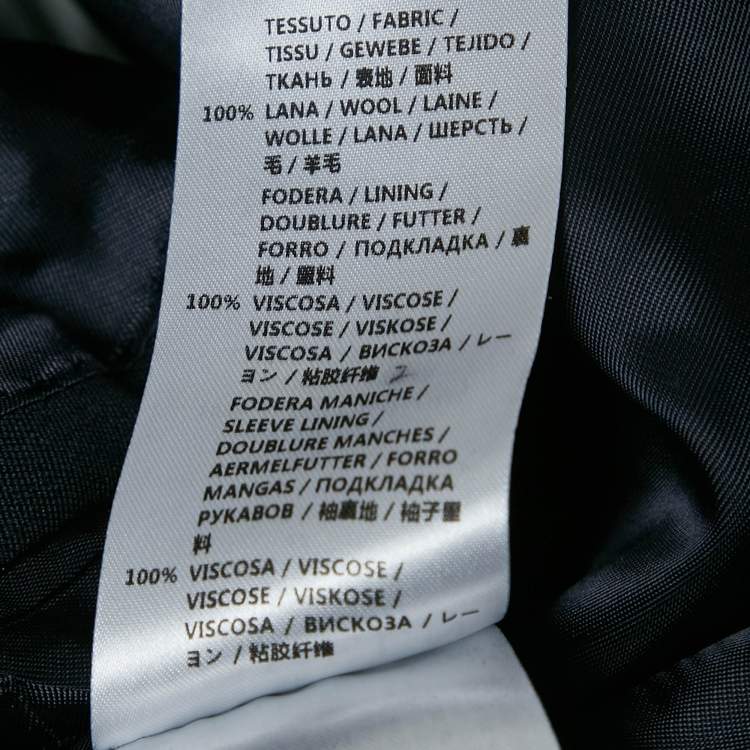 TESSUTO / FABRIC /
TISSU / GEWEBE / TEJIDO /
ТКАНЬ / 表地 / 面料
100% LANA / WOOL / LAINE /
WOLLE / LANA / ШЕРСТЬ /
毛 / 羊毛
FODERA / LINING /
DOUBLURE / FUTTER /
FORRO / ПОДКЛАДКА / 裏
地 / 里料
100% VISCOSA / VISCOSE /
VISCOSE / VISKOSE /
VISCOSA / ВИСКОЗА / レー
ヨン / 粘胶纤维
FODERA MANICHE /
SLEEVE LINING /
DOUBLURE MANCHES /
AERMELFUTTER / FORRO
MANGAS / ПОДКЛАДКА
РУКАВОВ / 袖裏地 / 袖子里
料
100% VISCOSA / VISCOSE /
VISCOSE / VISKOSE /
VISCOSA / ВИСКОЗА / レー
ヨン / 粘胶纤维